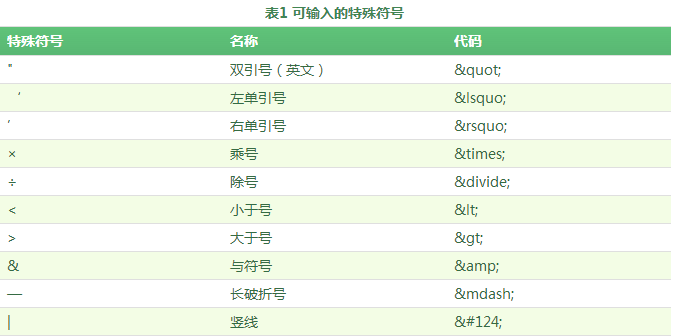 表1 可输入的特殊符号
特殊符号 名称 代码
" 双引号（英文） &quot;
‘ 左单引号 &lsquo;
’ 右单引号 &rsquo;
× 乘号 &times;
÷ 除号 &divide;
< 小于号 &lt;
> 大于号 &gt;
& 与符号 &amp;
— 长破折号 &mdash;
| 竖线 &#124;